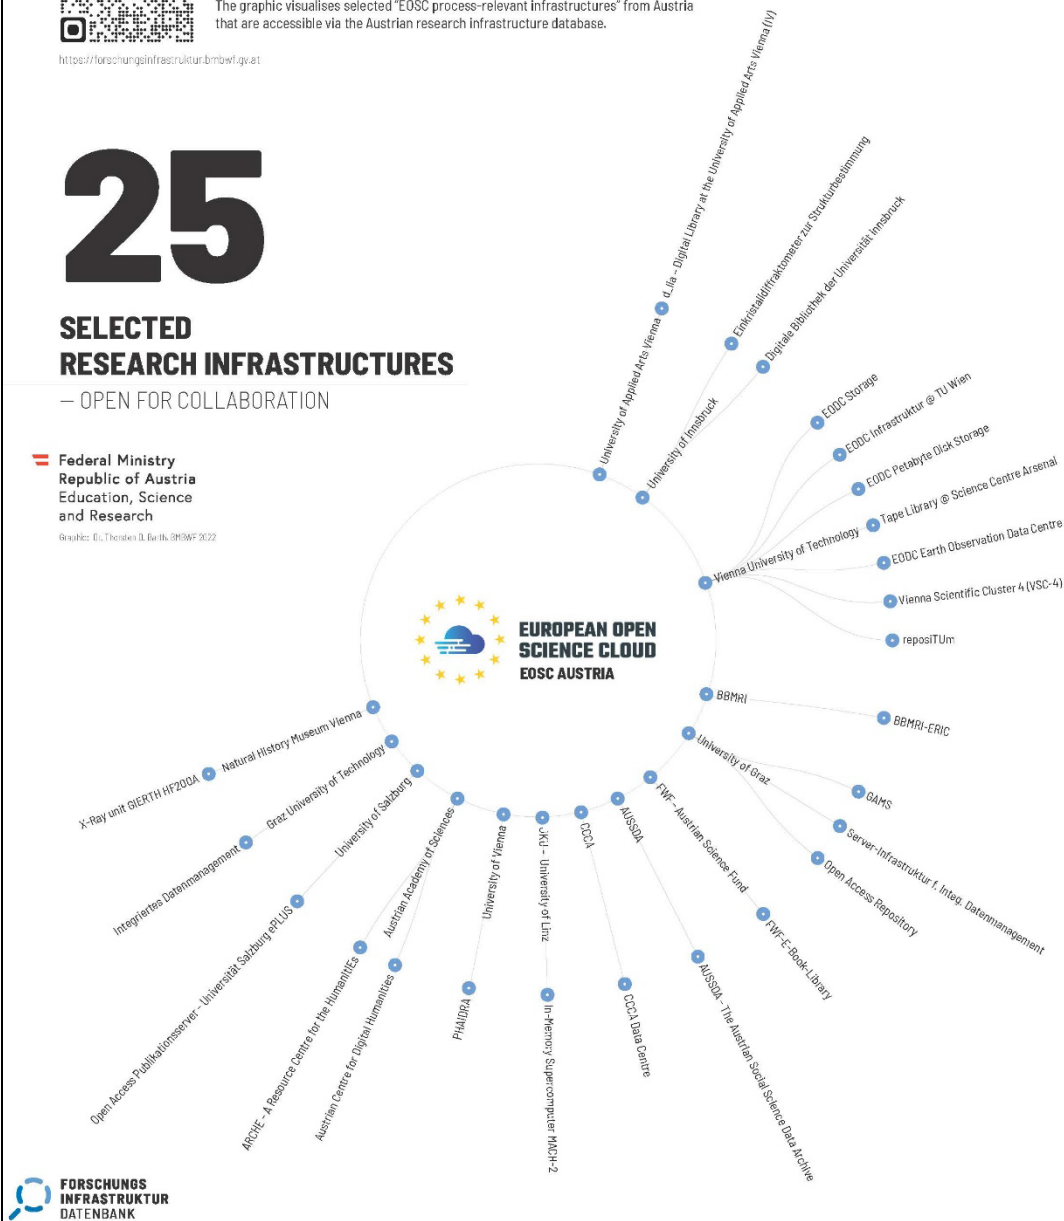 The graphic visualises selected "EOSC process-relevant infrastructures" from Austria
that are accessible via the Austrian research infrastructure database.
https://forschungsinfrastruktur.bmbwf.gv.at
25
SELECTED
RESEARCH INFRASTRUCTURES
— OPEN FOR COLLABORATION
Federal Ministry
Republic of Austria
Education, Science
and Research
Graphic: Dr. Thorsten D. Barth, BMBWF 2022
EUROPEAN OPEN
SCIENCE CLOUD
EOSC AUSTRIA
University of Applied Arts Vienna
d_lia – Digital Library at the University of Applied Arts Vienna (IV)
University of Innsbruck
Einkristalldiffraktometer zur Strukturbestimmung
Digitale Bibliothek der Universität Innsbruck
Vienna University of Technology
EODC Storage
EODC Infrastruktur @ TU Wien
EODC Petabyte Disk Storage
Tape Library @ Science Centre Arsenal
EODC Earth Observation Data Centre
Vienna Scientific Cluster 4 (VSC-4)
reposiTUm
BBMRI
BBMRI-ERIC
University of Graz
GAMS
Server-Infrastruktur f. Integ. Datenmanagement
Open Access Repository
FWF – Austrian Science Fund
FWF-E-Book-Library
AUSSDA
AUSSDA – The Austrian Social Science Data Archive
CCCA
CCCA Data Centre
JKU – University of Linz
In-Memory Supercomputer MACH-2
University of Vienna
PHAIDRA
Austrian Academy of Sciences
Austrian Centre for Digital Humanities
ARCHE – A Resource Centre for the HumanitiEs
University of Salzburg
Open Access Publikationsserver – Universität Salzburg ePLUS
Graz University of Technology
Integriertes Datenmanagement
Natural History Museum Vienna
X-Ray unit GIERTH HF200A
FORSCHUNGS
INFRASTRUKTUR
DATENBANK